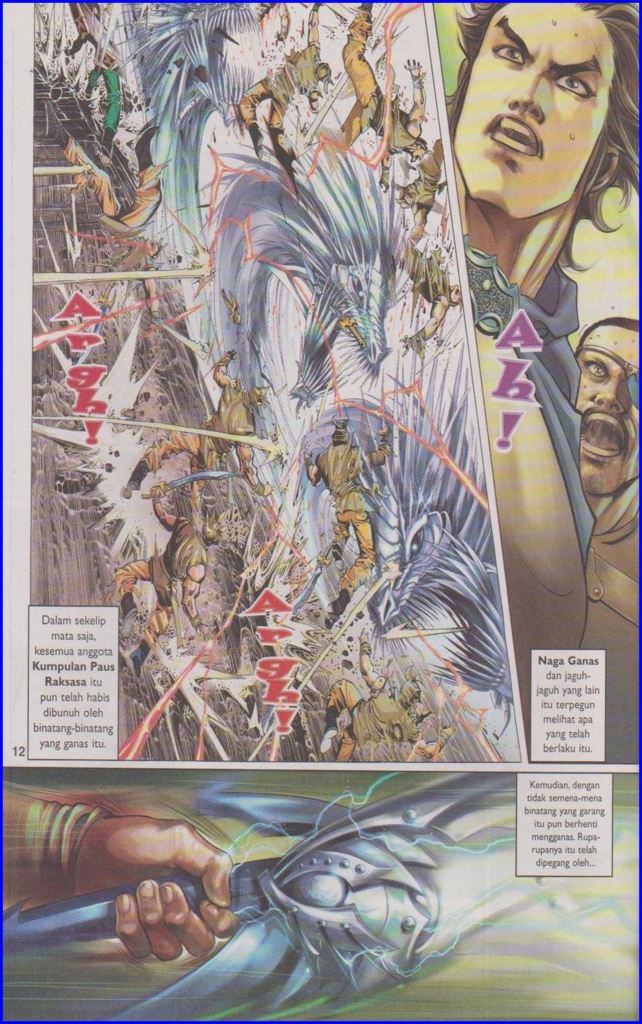 Argh!
Ah!
Argh!
Dalam sekelip
mata saja,
kesemua anggota
Kumpulan Paus
Raksasa itu
pun telah habis
dibunuh oleh
binatang-binatang
yang ganas itu.
Naga Ganas
dan jaguh-
jaguh yang lain
itu terpegun
melihat apa
yang telah
berlaku itu.
12
Kemudian, dengan
tidak semena-mena
binatang yang garang
itu pun berhenti
mengganas. Rupa-
rupanya itu telah
dipegang oleh...